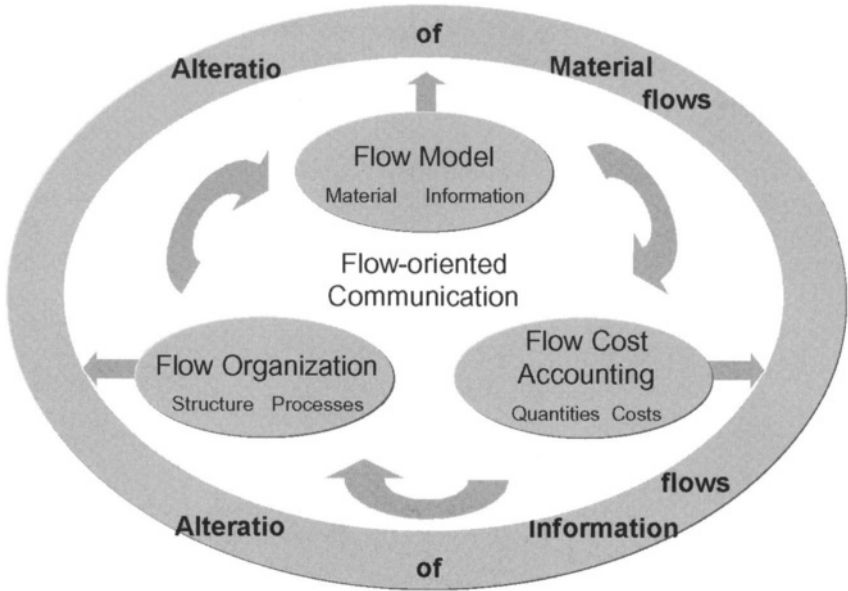 of
Alteratio Material
flows
Flow Model
Material Information
Flow-oriented
Communication
Flow Organization
Structure Processes
Flow Cost
Accounting
Quantities Costs
flows
Alteratio Information
of